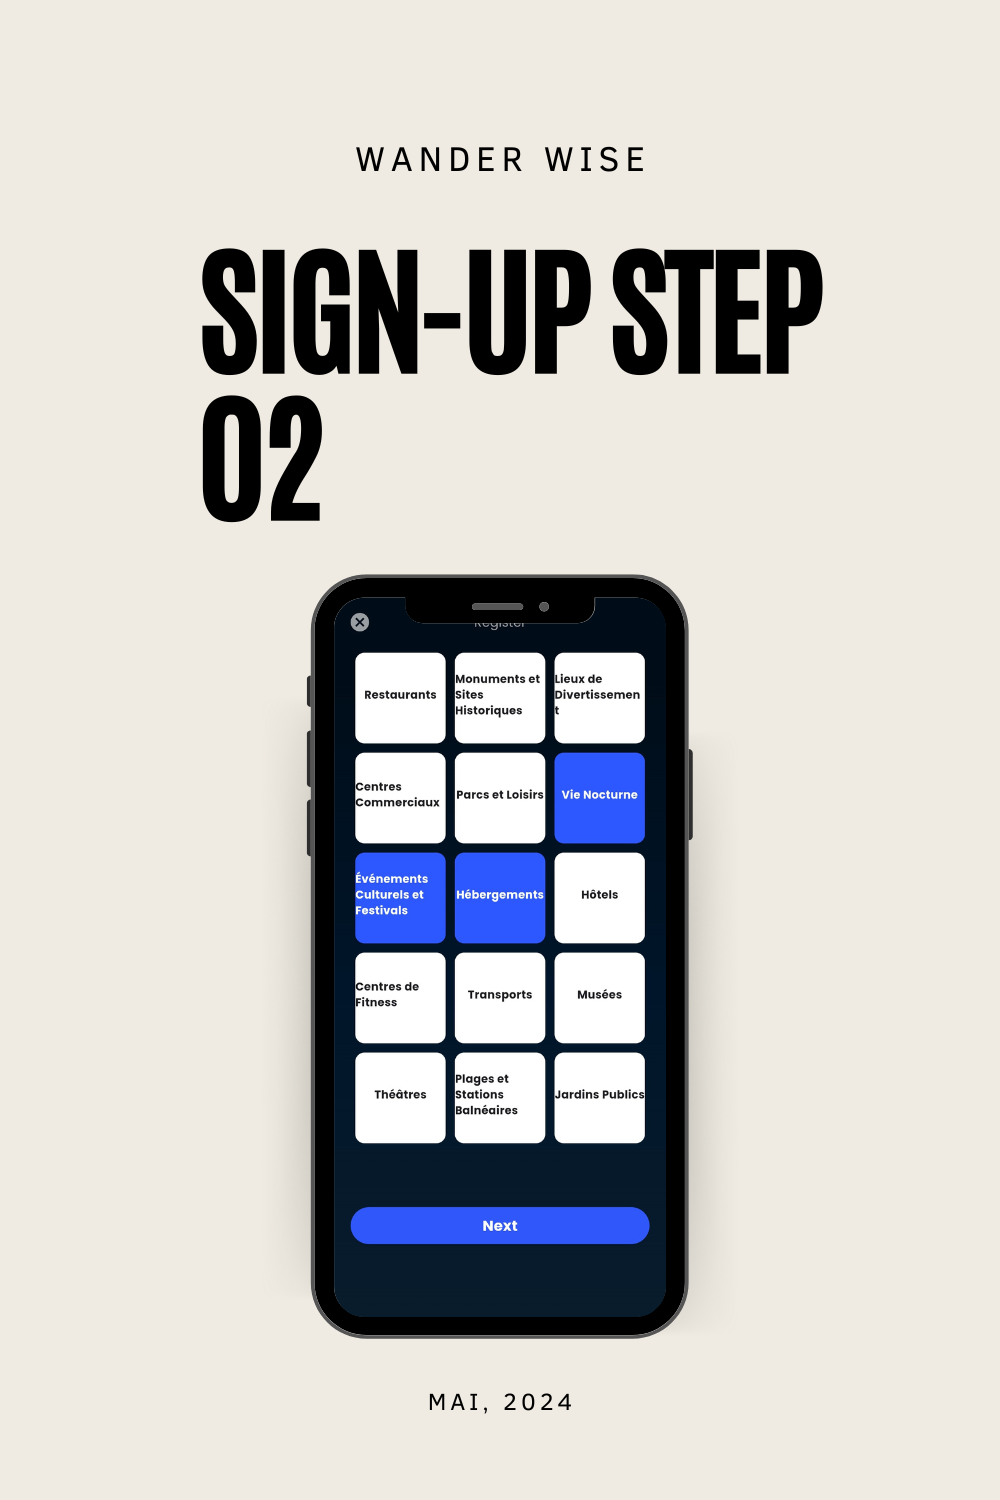 WANDER WISE
SIGN-UP STEP
02
Register
Restaurants
Monuments et
Sites
Historiques
Lieux de
Divertissemen
t
Centres
Commerciaux
Parcs et Loisirs
Vie Nocturne
Événements
Culturels et
Festivals
Hébergements
Hôtels
Centres de
Fitness
Transports
Musées
Théâtres
Plages et
Stations
Balnéaires
Jardins Publics
Next
MAI, 2024